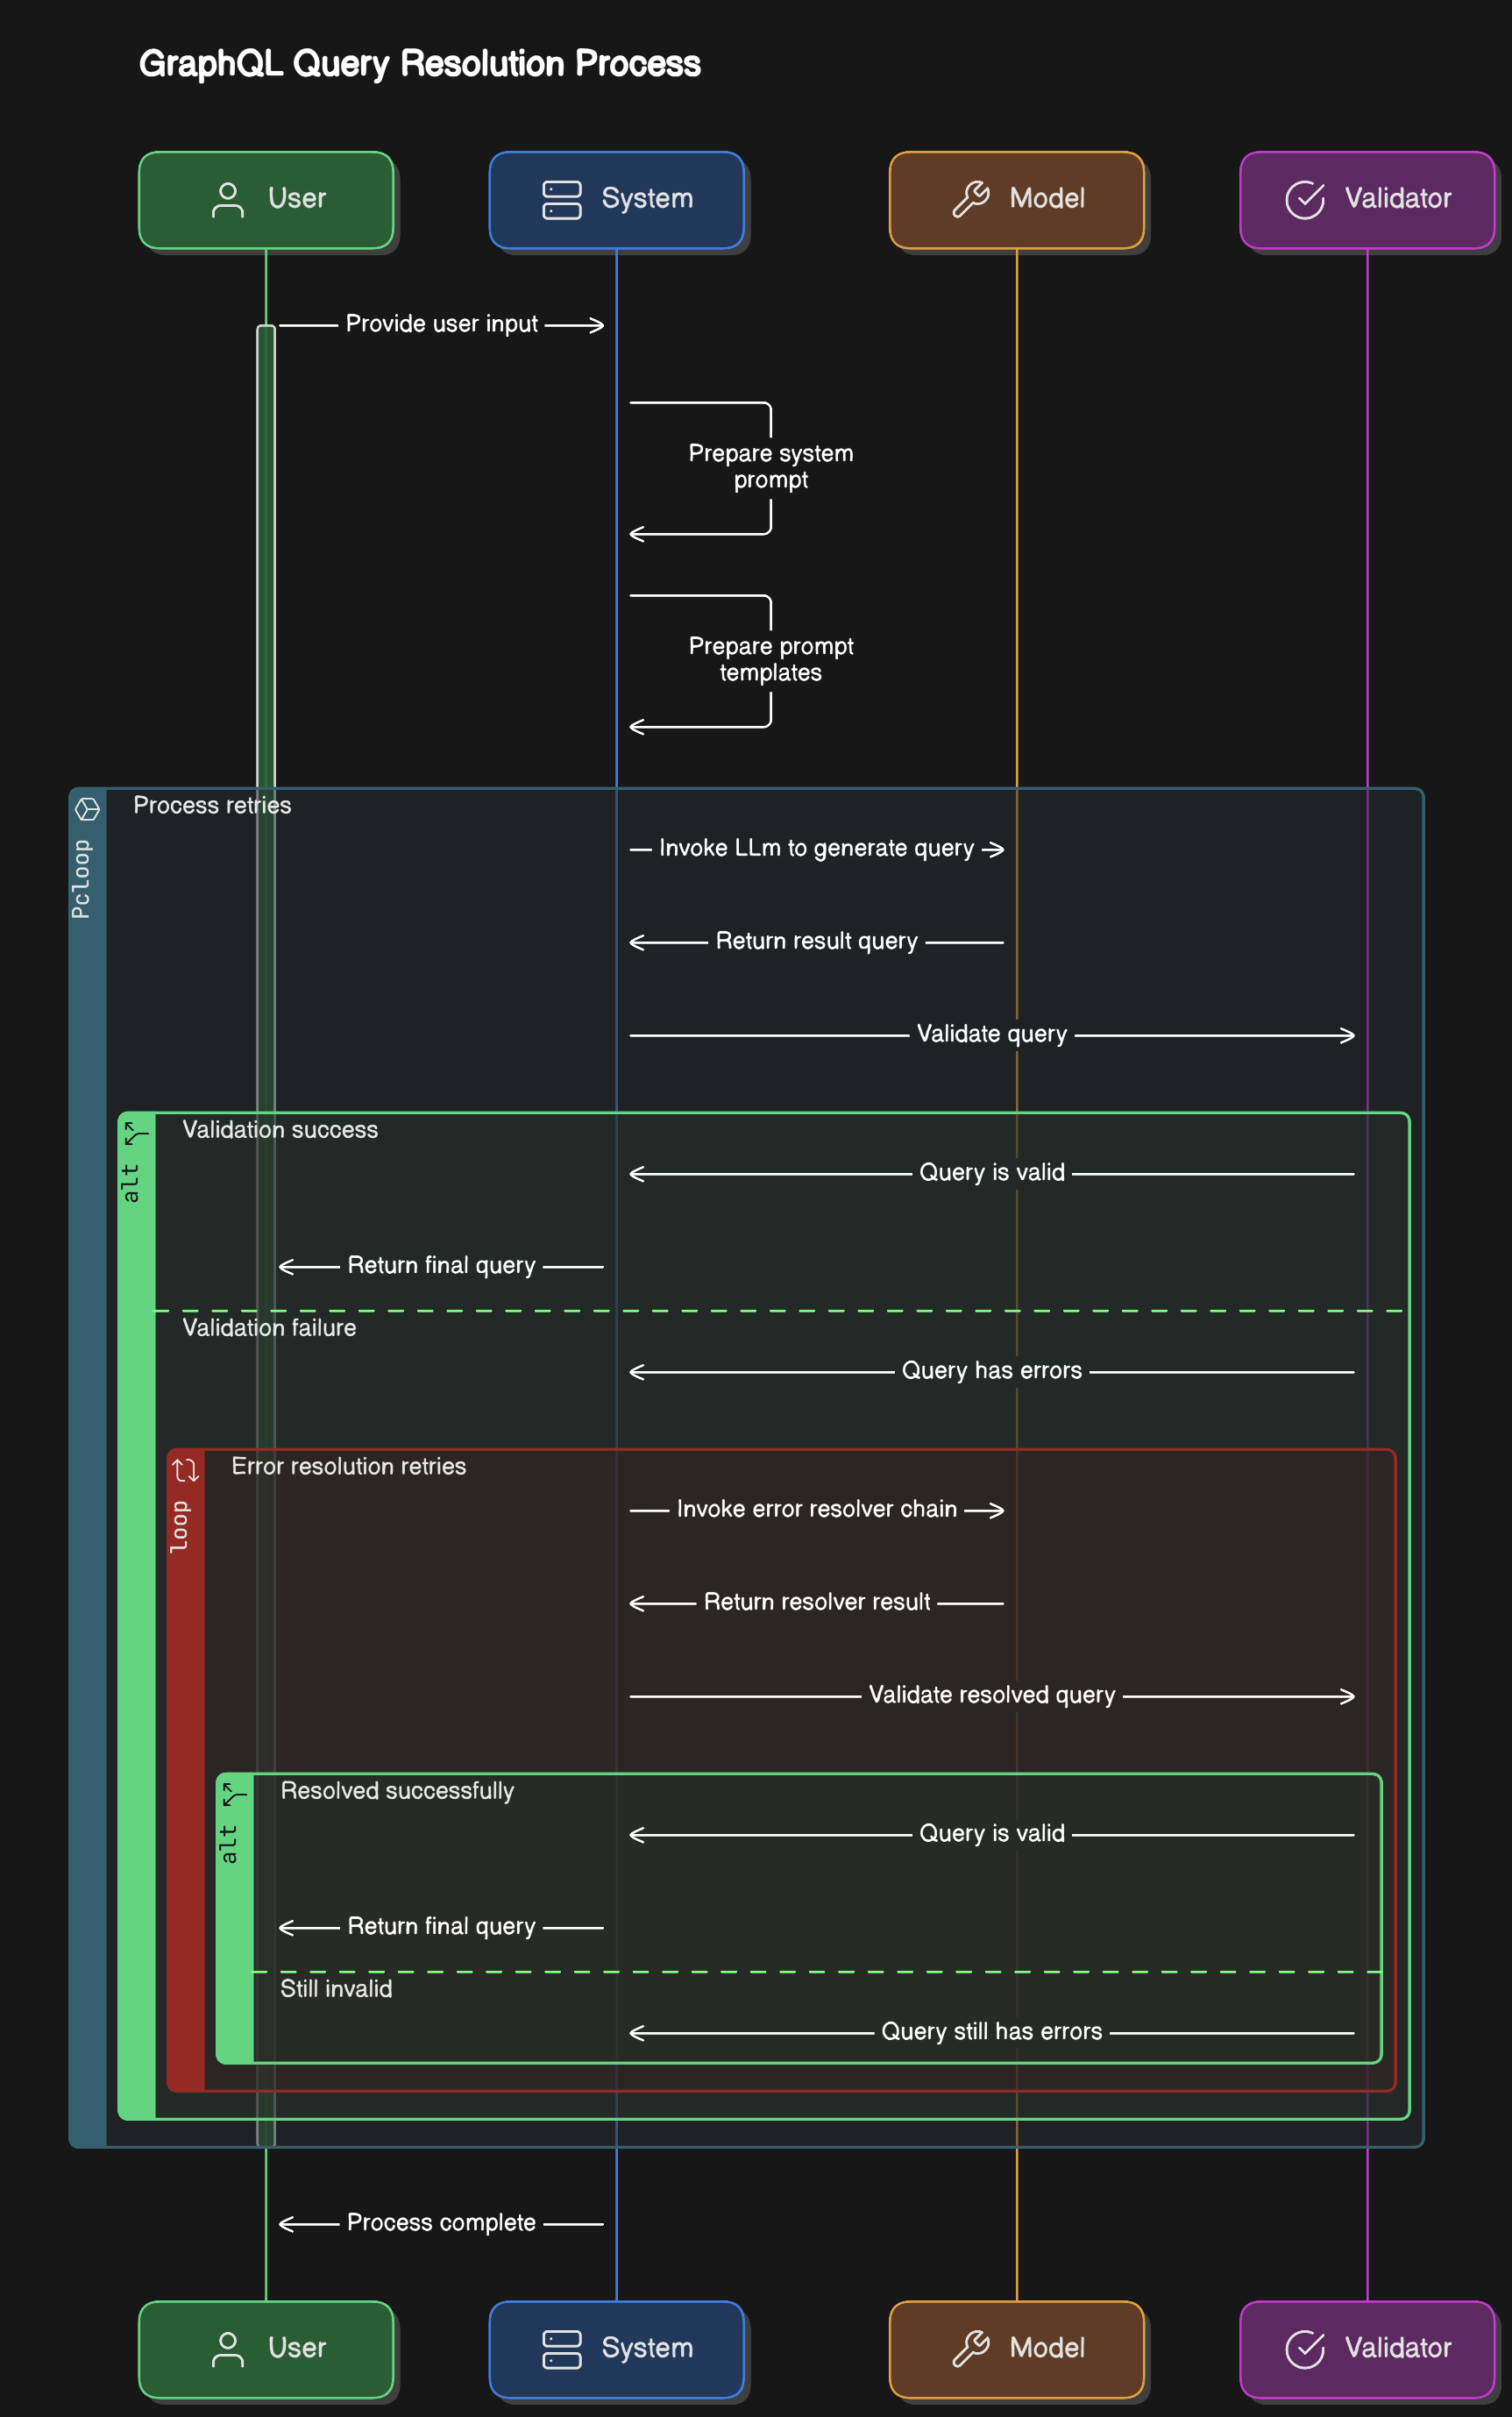 GraphQL Query Resolution Process
User
System
Model
Validator
Provide user input
Prepare system
prompt
Prepare prompt
templates
Pcloop
Process retries
Invoke LLm to generate query
Return result query
Validate query
alt
Validation success
Query is valid
Return final query
Validation failure
Query has errors
loop
Error resolution retries
Invoke error resolver chain
Return resolver result
Validate resolved query
alt
Resolved successfully
Query is valid
Return final query
Still invalid
Query still has errors
Process complete
User
System
Model
Validator